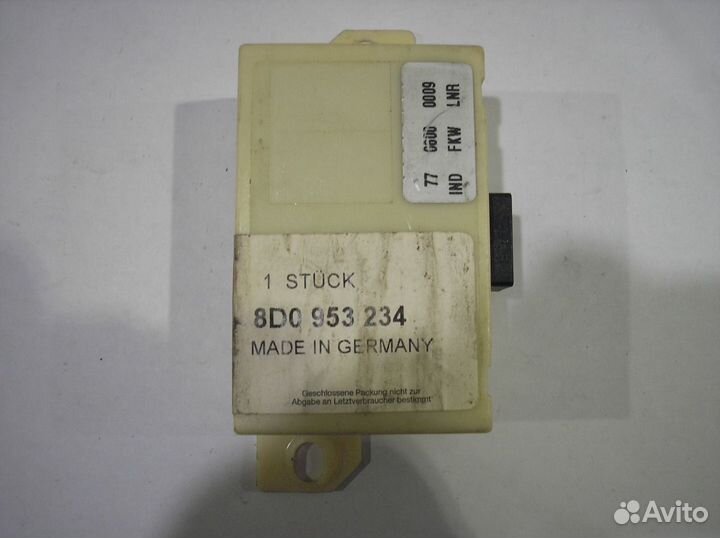 77 0600 0009
IND FKW LNR
1 STÜCK
8D0 953 234
MADE IN GERMANY
Geschlossene Packung nicht zur
Abgabe an Letztverbraucher bestimmt
Avito